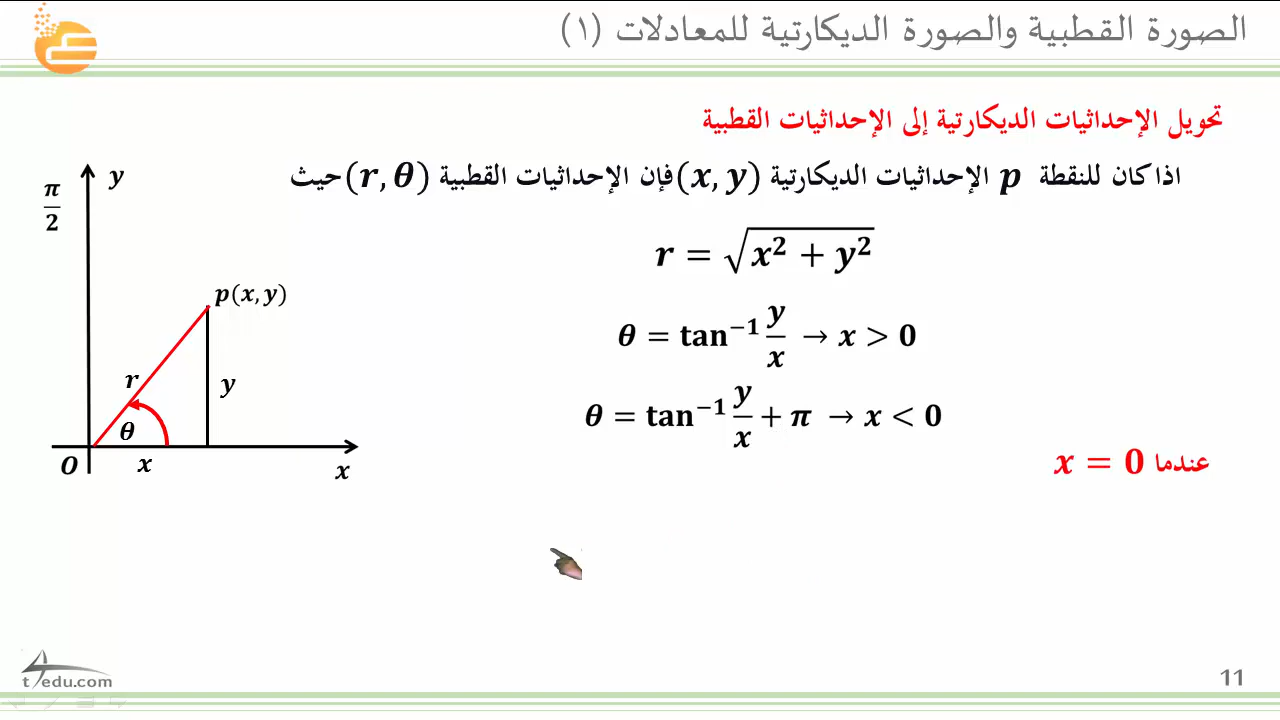 الصورة القطبية والصورة الديكارتية للمعادلات (١)
تحويل الإحداثيات الديكارتية إلى الإحداثيات القطبية
اذا كان للنقطة p الإحداثيات الديكارتية (x, y) فإن الإحداثيات القطبية (r, θ) حيث
r = √(x² + y²)
θ = tan⁻¹ y/x → x > 0
θ = tan⁻¹ y/x + π → x < 0
عندما x = 0
π/2
y
p(x, y)
r
y
θ
O
x
x
t4edu.com
11